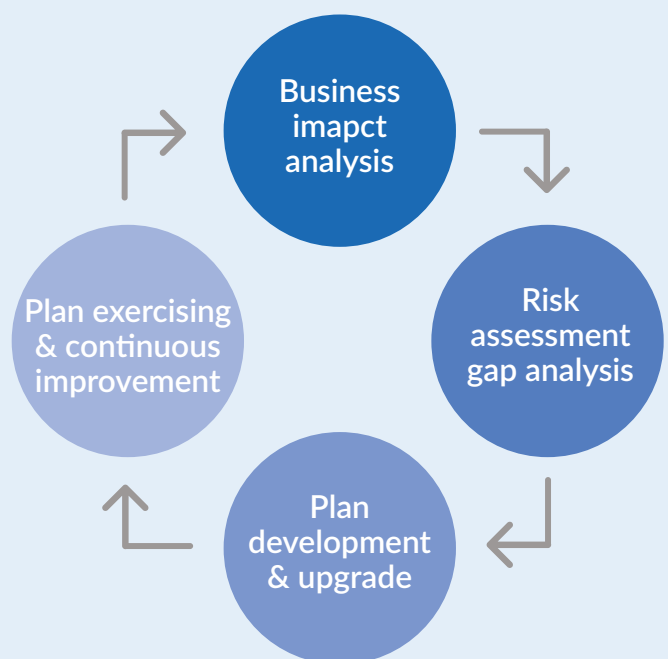 Business
imapct
analysis
Risk
assessment
gap analysis
Plan
development
& upgrade
Plan exercising
& continuous
improvement